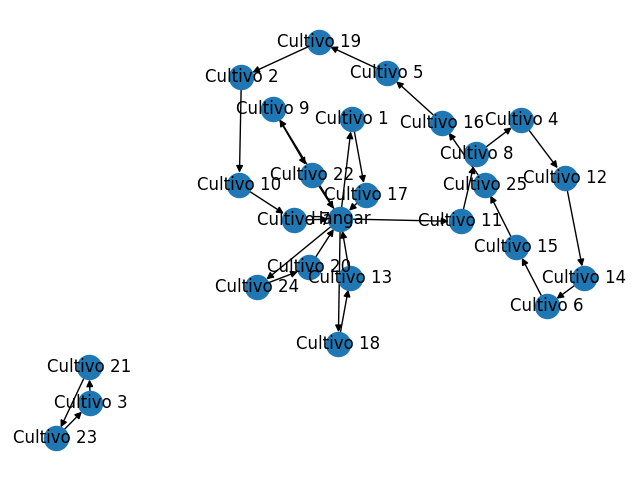 Cultivo 19
Cultivo 5
Cultivo 2
Cultivo 9
Cultivo 1
Cultivo 16
Cultivo 4
Cultivo 8
Cultivo 22
Cultivo 12
Cultivo 10
Cultivo 25
Cultivo 17
Cultivo 7
Hangar
Cultivo 11
Cultivo 15
Cultivo 20
Cultivo 13
Cultivo 14
Cultivo 24
Cultivo 6
Cultivo 18
Cultivo 21
Cultivo 3
Cultivo 23